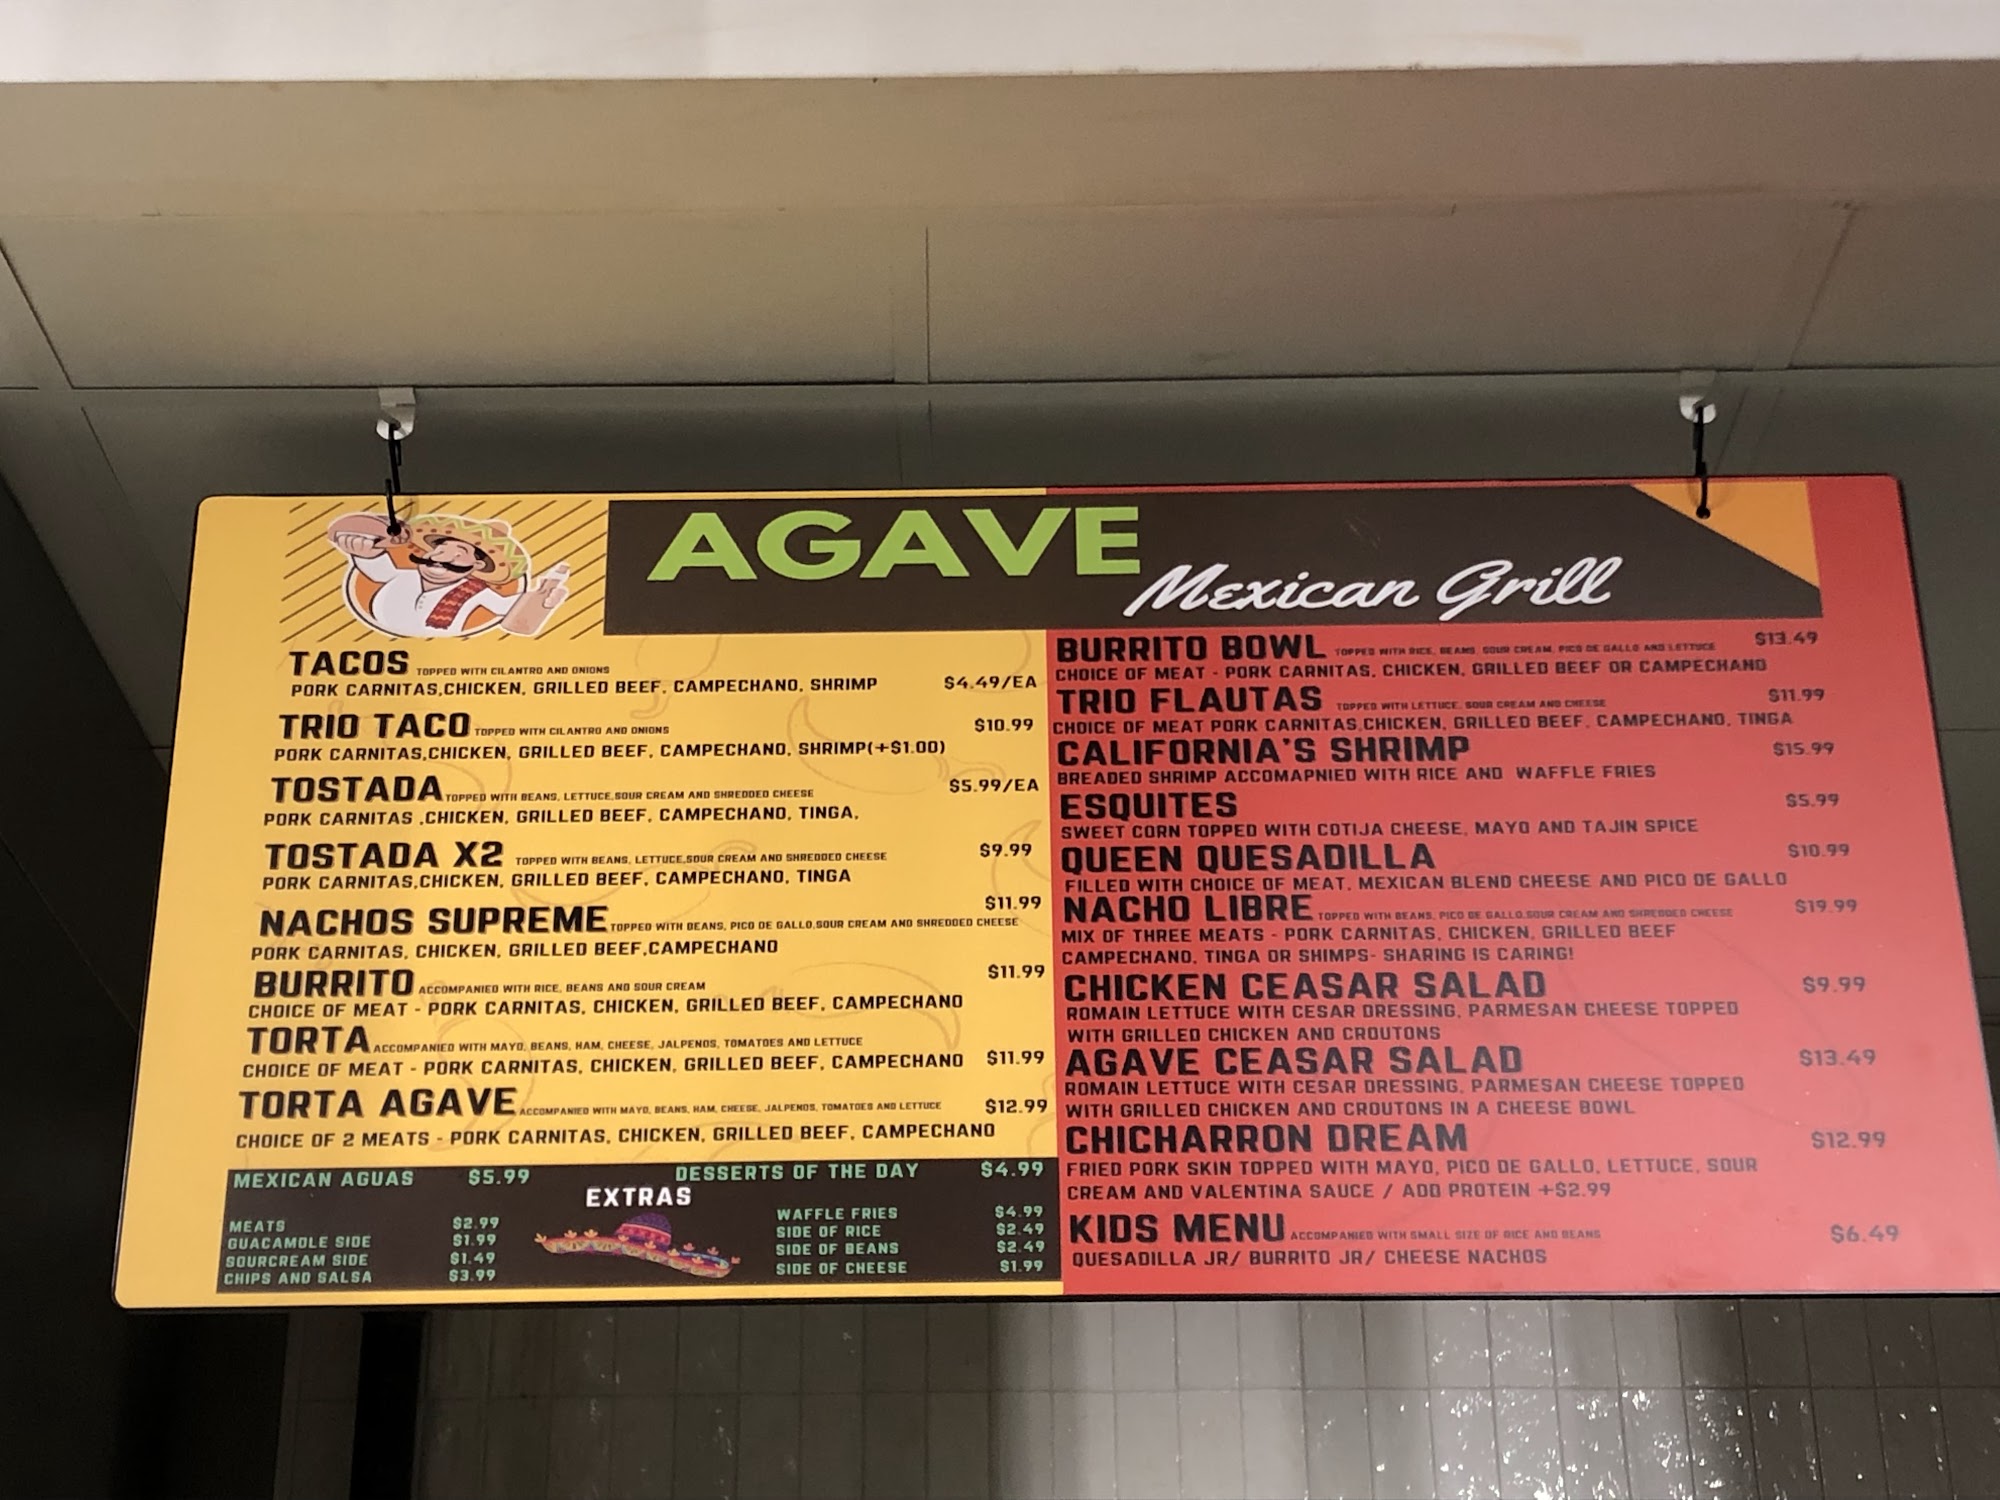 AGAVE
Mexican Grill
TACOS TOPPED WITH CILANTRO AND ONIONS
PORK CARNITAS,CHICKEN, GRILLED BEEF, CAMPECHANO, SHRIMP $4.49/EA
TRIO TACO TOPPED WITH CILANTRO AND ONIONS $10.99
PORK CARNITAS,CHICKEN, GRILLED BEEF, CAMPECHANO, SHRIMP(+$1.00)
TOSTADA TOPPED WITH BEANS, LETTUCE,SOUR CREAM AND SHREDDED CHEESE $5.99/EA
PORK CARNITAS ,CHICKEN, GRILLED BEEF, CAMPECHANO, TINGA,
TOSTADA X2 TOPPED WITH BEANS, LETTUCE,SOUR CREAM AND SHREDDED CHEESE $9.99
PORK CARNITAS,CHICKEN, GRILLED BEEF, CAMPECHANO, TINGA
NACHOS SUPREME TOPPED WITH BEANS, PICO DE GALLO,SOUR CREAM AND SHREDDED CHEESE $11.99
PORK CARNITAS, CHICKEN, GRILLED BEEF,CAMPECHANO
BURRITO ACCOMPANIED WITH RICE, BEANS AND SOUR CREAM $11.99
CHOICE OF MEAT - PORK CARNITAS, CHICKEN, GRILLED BEEF, CAMPECHANO
TORTA ACCOMPANIED WITH MAYO, BEANS, HAM, CHEESE, JALPENOS, TOMATOES AND LETTUCE
CHOICE OF MEAT - PORK CARNITAS, CHICKEN, GRILLED BEEF, CAMPECHANO $11.99
TORTA AGAVE ACCOMPANIED WITH MAYO, BEANS, HAM, CHEESE, JALPENOS, TOMATOES AND LETTUCE $12.99
CHOICE OF 2 MEATS - PORK CARNITAS, CHICKEN, GRILLED BEEF, CAMPECHANO
MEXICAN AGUAS $5.99 DESSERTS OF THE DAY $4.99
EXTRAS
MEATS $2.99
GUACAMOLE SIDE $1.99
SOURCREAM SIDE $1.49
CHIPS AND SALSA $3.99
WAFFLE FRIES $4.99
SIDE OF RICE $2.49
SIDE OF BEANS $2.49
SIDE OF CHEESE $1.99
BURRITO BOWL TOPPED WITH RICE, BEANS, SOUR CREAM, PICO DE GALLO AND LETTUCE $13.49
CHOICE OF MEAT - PORK CARNITAS, CHICKEN, GRILLED BEEF OR CAMPECHANO
TRIO FLAUTAS TOPPED WITH LETTUCE, SOUR CREAM AND CHEESE $11.99
CHOICE OF MEAT PORK CARNITAS,CHICKEN, GRILLED BEEF, CAMPECHANO, TINGA
CALIFORNIA'S SHRIMP $15.99
BREADED SHRIMP ACCOMAPNIED WITH RICE AND WAFFLE FRIES
ESQUITES $5.99
SWEET CORN TOPPED WITH COTIJA CHEESE, MAYO AND TAJIN SPICE
QUEEN QUESADILLA $10.99
FILLED WITH CHOICE OF MEAT, MEXICAN BLEND CHEESE AND PICO DE GALLO
NACHO LIBRE TOPPED WITH BEANS, PICO DE GALLO,SOUR CREAM AND SHREDDED CHEESE $19.99
MIX OF THREE MEATS - PORK CARNITAS, CHICKEN, GRILLED BEEF
CAMPECHANO, TINGA OR SHIMPS- SHARING IS CARING!
CHICKEN CEASAR SALAD $9.99
ROMAIN LETTUCE WITH CESAR DRESSING, PARMESAN CHEESE TOPPED
WITH GRILLED CHICKEN AND CROUTONS
AGAVE CEASAR SALAD $13.49
ROMAIN LETTUCE WITH CESAR DRESSING, PARMESAN CHEESE TOPPED
WITH GRILLED CHICKEN AND CROUTONS IN A CHEESE BOWL
CHICHARRON DREAM $12.99
FRIED PORK SKIN TOPPED WITH MAYO, PICO DE GALLO, LETTUCE, SOUR
CREAM AND VALENTINA SAUCE / ADD PROTEIN +$2.99
KIDS MENU ACCOMPANIED WITH SMALL SIZE OF RICE AND BEANS $6.49
QUESADILLA JR/ BURRITO JR/ CHEESE NACHOS